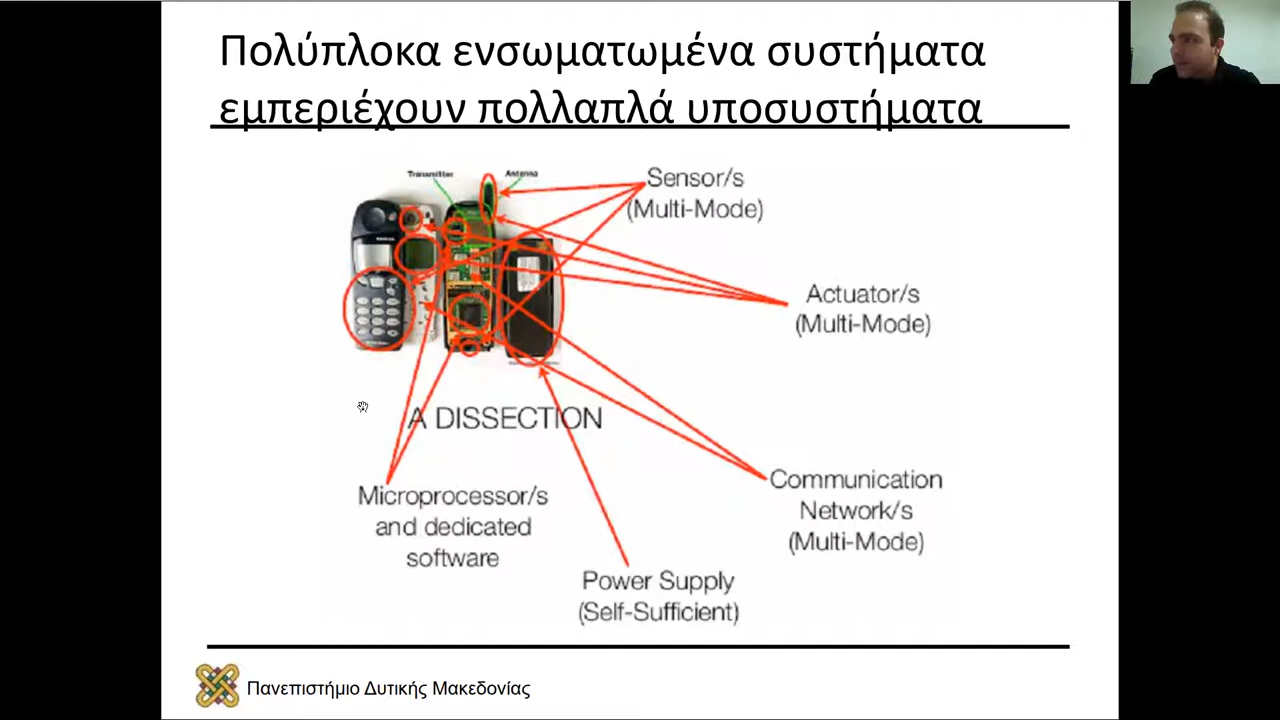 Πολύπλοκα ενσωματωμένα συστήματα
εμπεριέχουν πολλαπλά υποσυστήματα
Transmitter
Antenna
Sensor/s
(Multi-Mode)
Actuator/s
(Multi-Mode)
A DISSECTION
Communication
Network/s
(Multi-Mode)
Microprocessor/s
and dedicated
software
Power Supply
(Self-Sufficient)
Πανεπιστήμιο Δυτικής Μακεδονίας